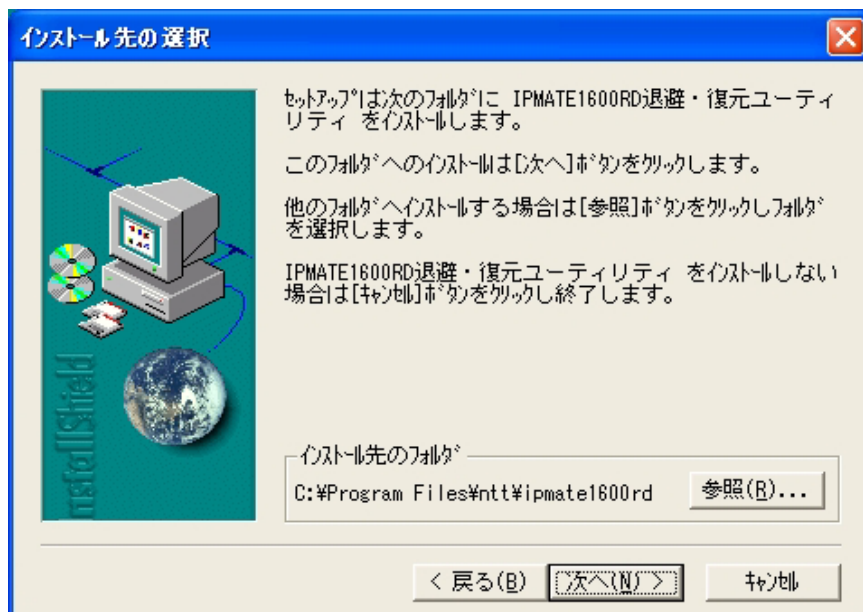 インストール先の選択
ｾｯﾄｱｯﾌﾟは次のﾌｫﾙﾀﾞに IPMATE1600RD退避・復元ユーティ
リティ をｲﾝｽﾄｰﾙします。
このﾌｫﾙﾀﾞへのｲﾝｽﾄｰﾙは[次へ]ﾎﾞﾀﾝをｸﾘｯｸします。
他のﾌｫﾙﾀﾞへｲﾝｽﾄｰﾙする場合は[参照]ﾎﾞﾀﾝをｸﾘｯｸしﾌｫﾙﾀﾞ
を選択します。
IPMATE1600RD退避・復元ユーティリティ をｲﾝｽﾄｰﾙしない
場合は[ｷｬﾝｾﾙ]ﾎﾞﾀﾝをｸﾘｯｸし終了します。
InstallShield
ｲﾝｽﾄｰﾙ先のﾌｫﾙﾀﾞ
C:¥Program Files¥ntt¥ipmate1600rd
参照(R)...
< 戻る(B)
次へ(N) >
ｷｬﾝｾﾙ